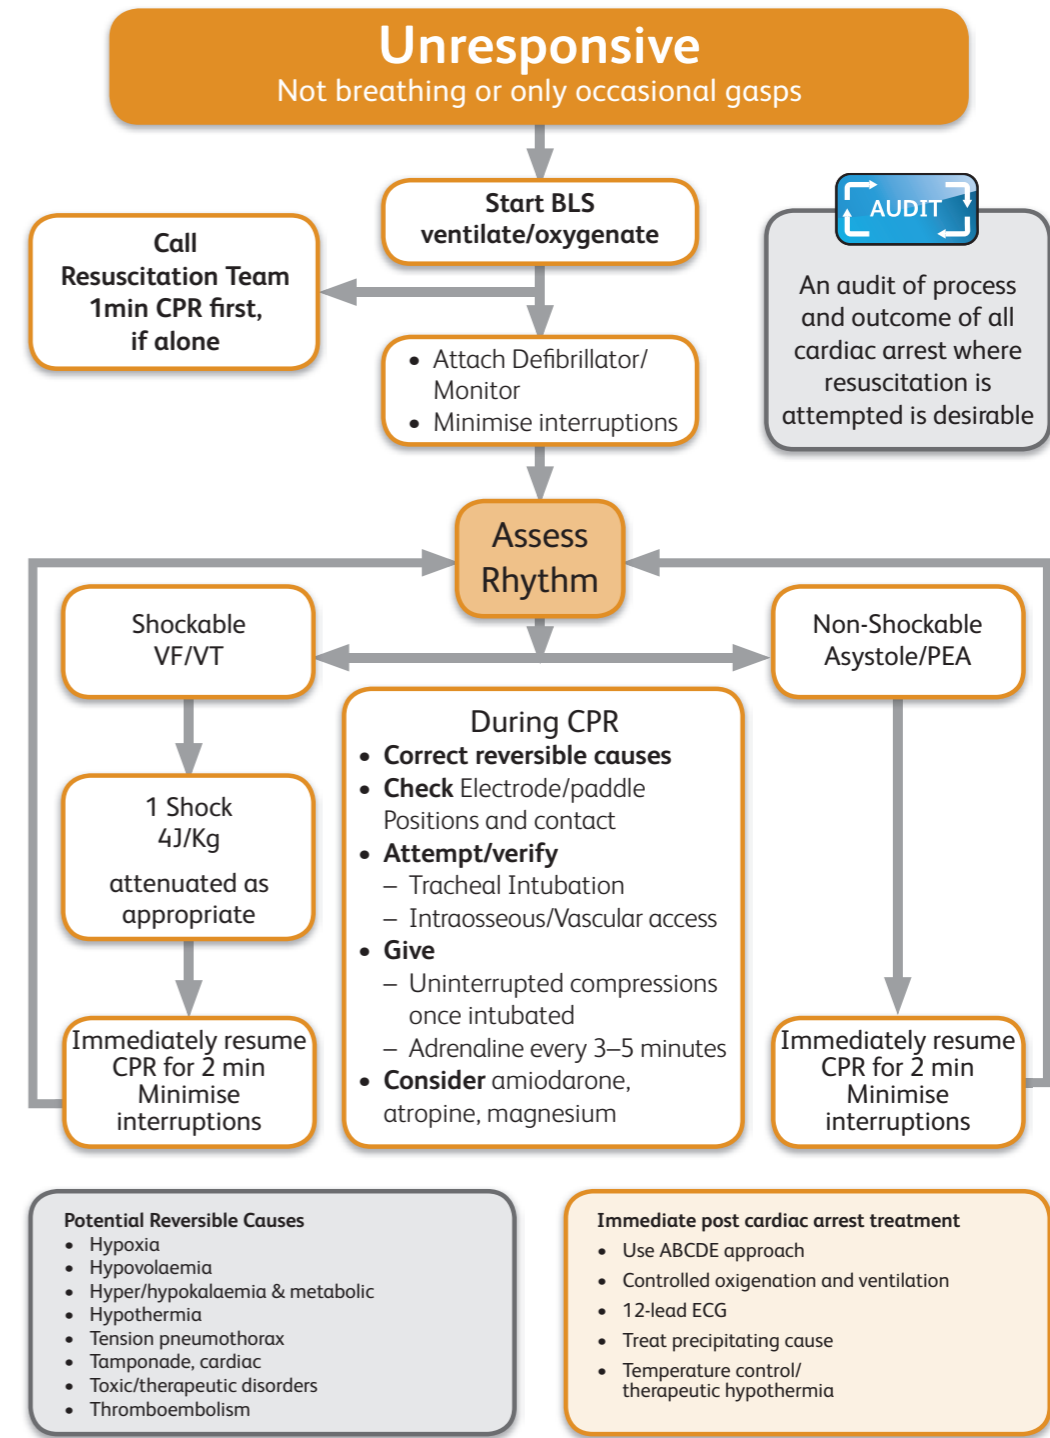 Unresponsive
Not breathing or only occasional gasps
Start BLS
ventilate/oxygenate
Call
Resuscitation Team
1min CPR first,
if alone
AUDIT
An audit of process
and outcome of all
cardiac arrest where
resuscitation is
attempted is desirable
• Attach Defibrillator/
Monitor
• Minimise interruptions
Assess
Rhythm
Shockable
VF/VT
Non-Shockable
Asystole/PEA
1 Shock
4J/Kg
attenuated as
appropriate
Immediately resume
CPR for 2 min
Minimise
interruptions
During CPR
• Correct reversible causes
• Check Electrode/paddle
Positions and contact
• Attempt/verify
– Tracheal Intubation
– Intraosseous/Vascular access
• Give
– Uninterrupted compressions
once intubated
– Adrenaline every 3–5 minutes
• Consider amiodarone,
atropine, magnesium
Immediately resume
CPR for 2 min
Minimise
interruptions
Potential Reversible Causes
• Hypoxia
• Hypovolaemia
• Hyper/hypokalaemia & metabolic
• Hypothermia
• Tension pneumothorax
• Tamponade, cardiac
• Toxic/therapeutic disorders
• Thromboembolism
Immediate post cardiac arrest treatment
• Use ABCDE approach
• Controlled oxigenation and ventilation
• 12-lead ECG
• Treat precipitating cause
• Temperature control/
therapeutic hypothermia